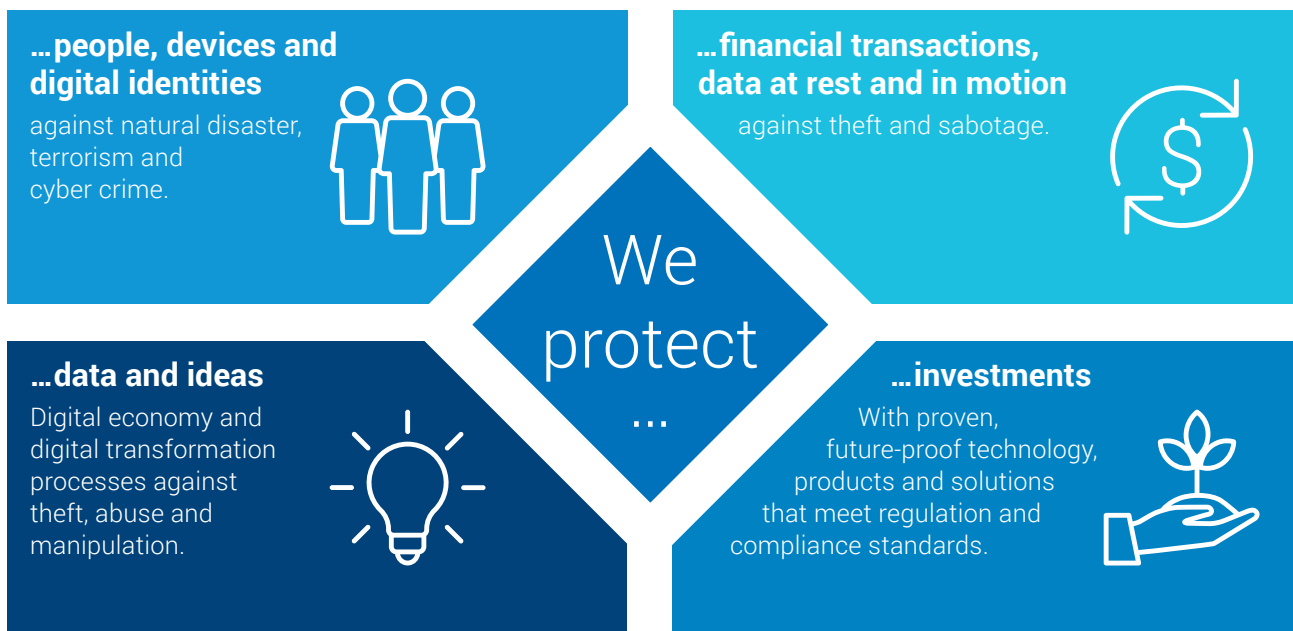 We
protect
...
...people, devices and
digital identities
against natural disaster,
terrorism and
cyber crime.
...financial transactions,
data at rest and in motion
against theft and sabotage.
$
...data and ideas
Digital economy and
digital transformation
processes against
theft, abuse and
manipulation.
...investments
With proven,
future-proof technology,
products and solutions
that meet regulation and
compliance standards.